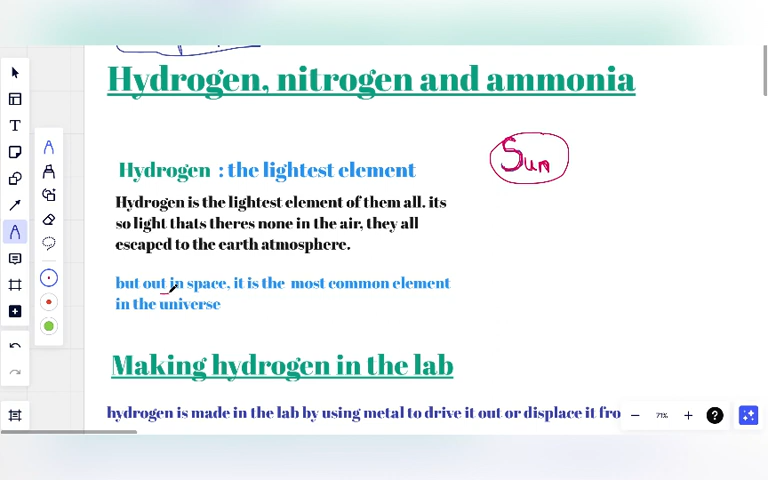 Hydrogen, nitrogen and ammonia
Sun
Hydrogen : the lightest element
Hydrogen is the lightest element of them all. its
so light thats theres none in the air, they all
escaped to the earth atmosphere.
but out in space, it is the most common element
in the universe
Making hydrogen in the lab
hydrogen is made in the lab by using metal to drive it out or displace it fro
71%